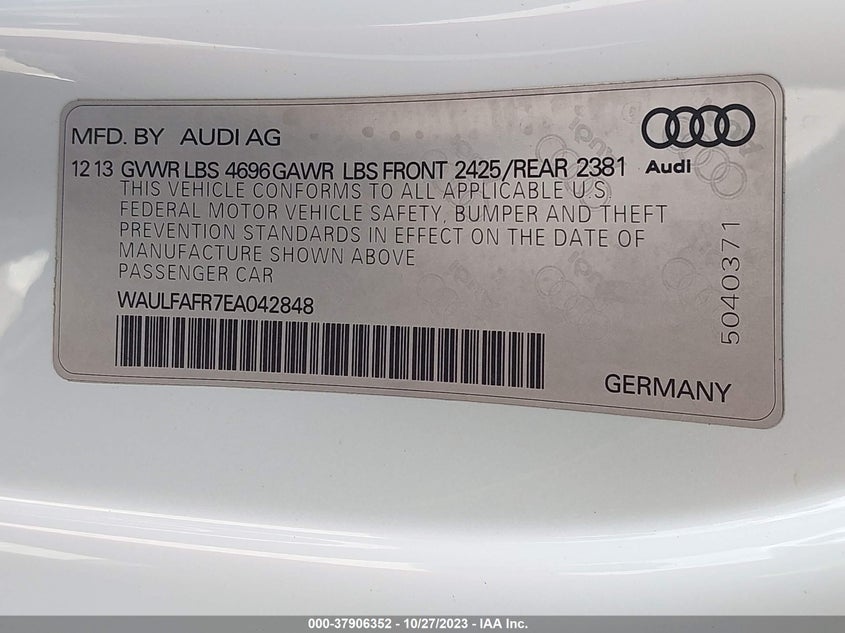 MFD. BY AUDI AG
12 13 GVWR LBS 4696 GAWR LBS FRONT 2425/REAR 2381
Audi
THIS VEHICLE CONFORMS TO ALL APPLICABLE U.S
FEDERAL MOTOR VEHICLE SAFETY, BUMPER AND THEFT
PREVENTION STANDARDS IN EFFECT ON THE DATE OF
MANUFACTURE SHOWN ABOVE
PASSENGER CAR
WAULFAFR7EA042848
5040371
GERMANY
000-37906352 - 10/27/2023 - IAA Inc.